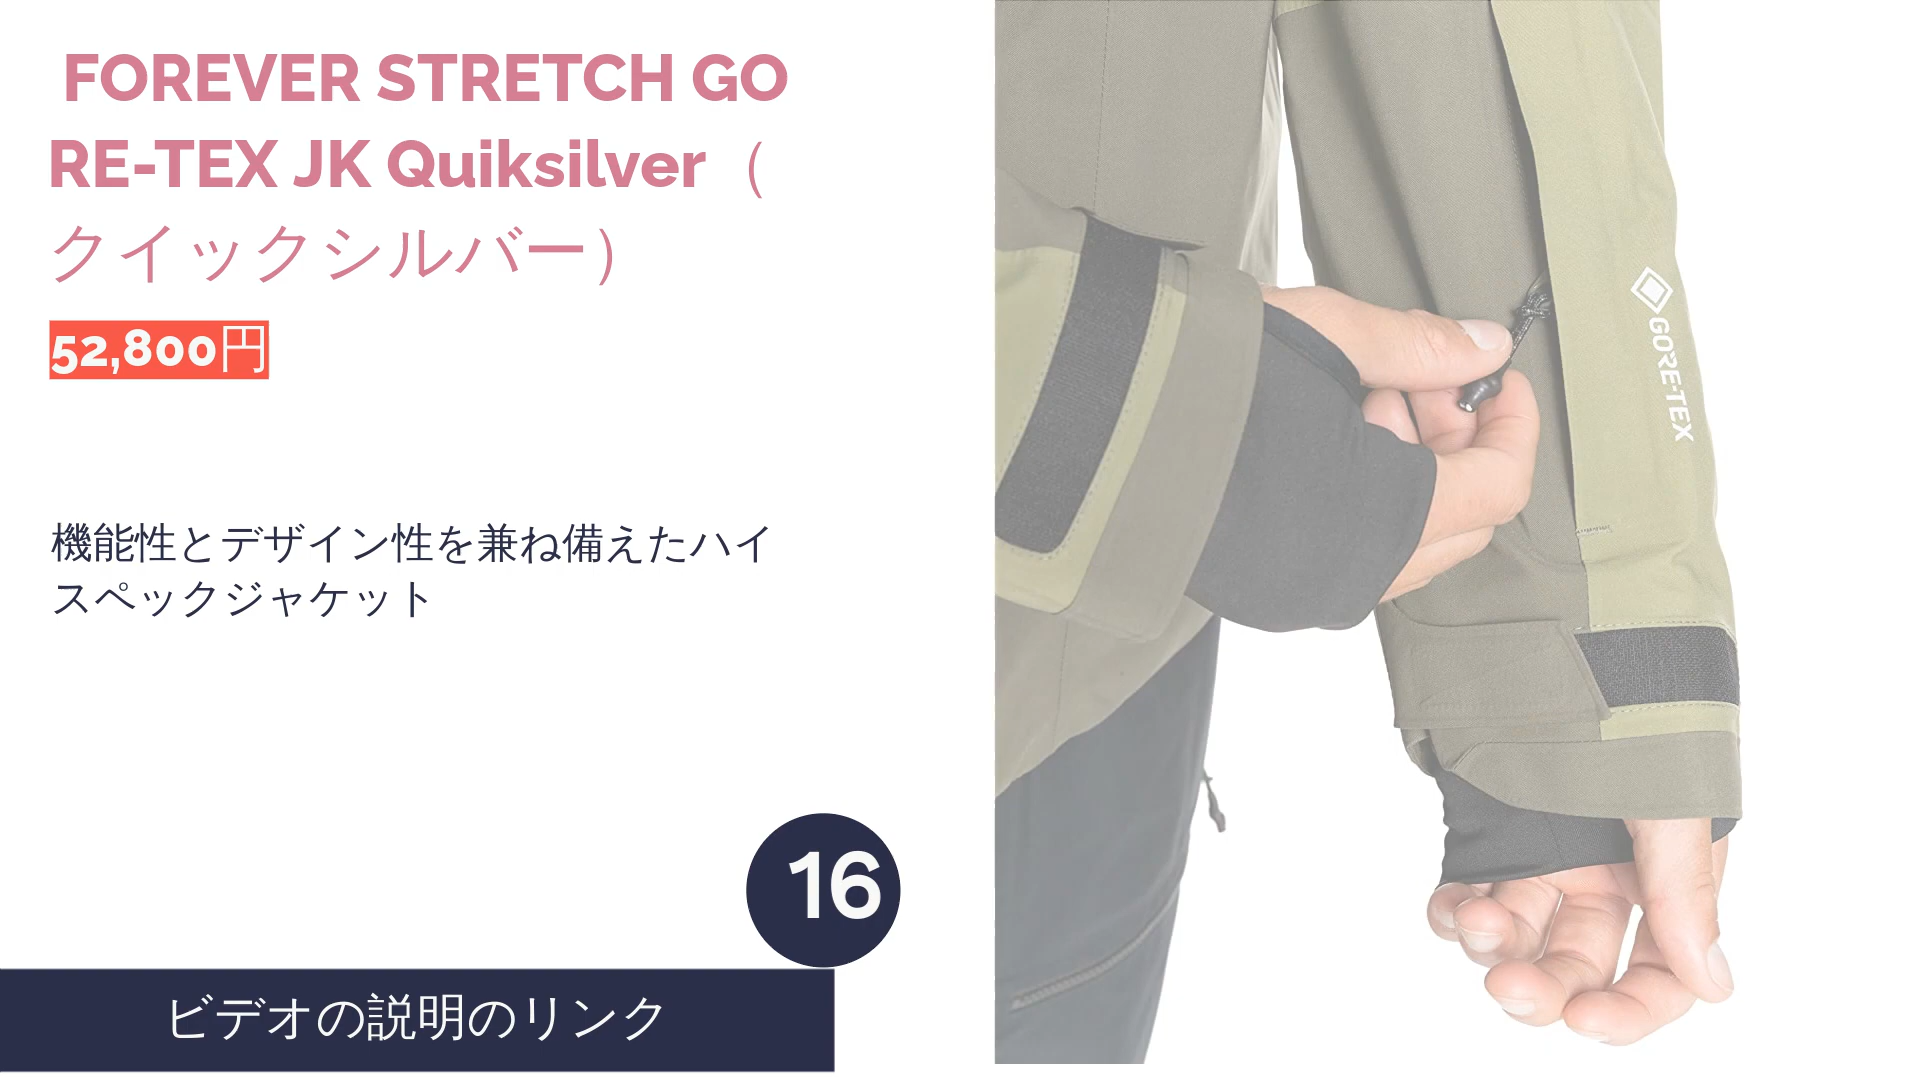 FOREVER STRETCH GO
RE-TEX JK Quiksilver（
クイックシルバー）
52,800円
機能性とデザイン性を兼ね備えたハイ
スペックジャケット
GORE-TEX
16
ビデオの説明のリンク